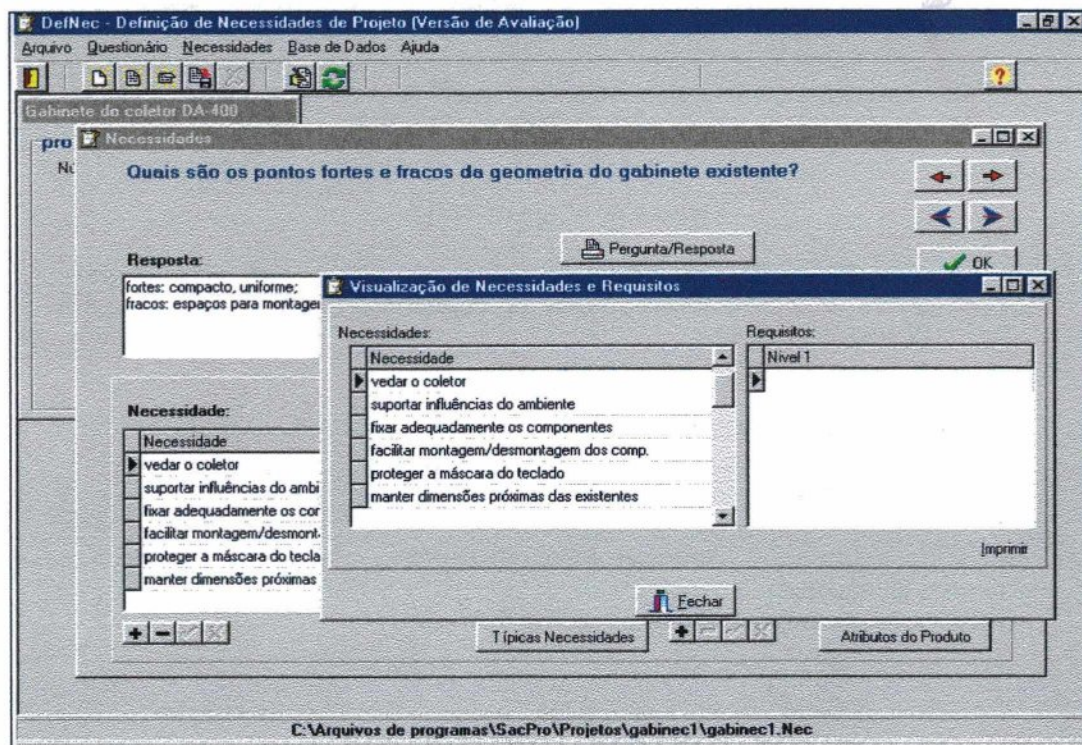 DefNec - Definição de Necessidades de Projeto (Versão de Avaliação)
Arquivo Questionário Necessidades Base de Dados Ajuda
Gabinete do coletor DA-400
pro
Necessidades
Quais são os pontos fortes e fracos da geometria do gabinete existente?
Pergunta/Resposta
OK
Resposta:
fortes: compacto, uniforme;
fracos: espaços para montagem
Necessidade:
Necessidade
vedar o coletor
suportar influências do ambi
fixar adequadamente os cor
facilitar montagem/desmont
proteger a máscara do tecla
manter dimensões próximas
Típicas Necessidades
Atributos do Produto
Visualização de Necessidades e Requisitos
Necessidades:
Necessidade
vedar o coletor
suportar influências do ambiente
fixar adequadamente os componentes
facilitar montagem/desmontagem dos comp.
proteger a máscara do teclado
manter dimensões próximas das existentes
Requisitos:
Nível 1
Imprimir
Fechar
C:\Arquivos de programas\SacPro\Projetos\gabinec1\gabinec1.Nec